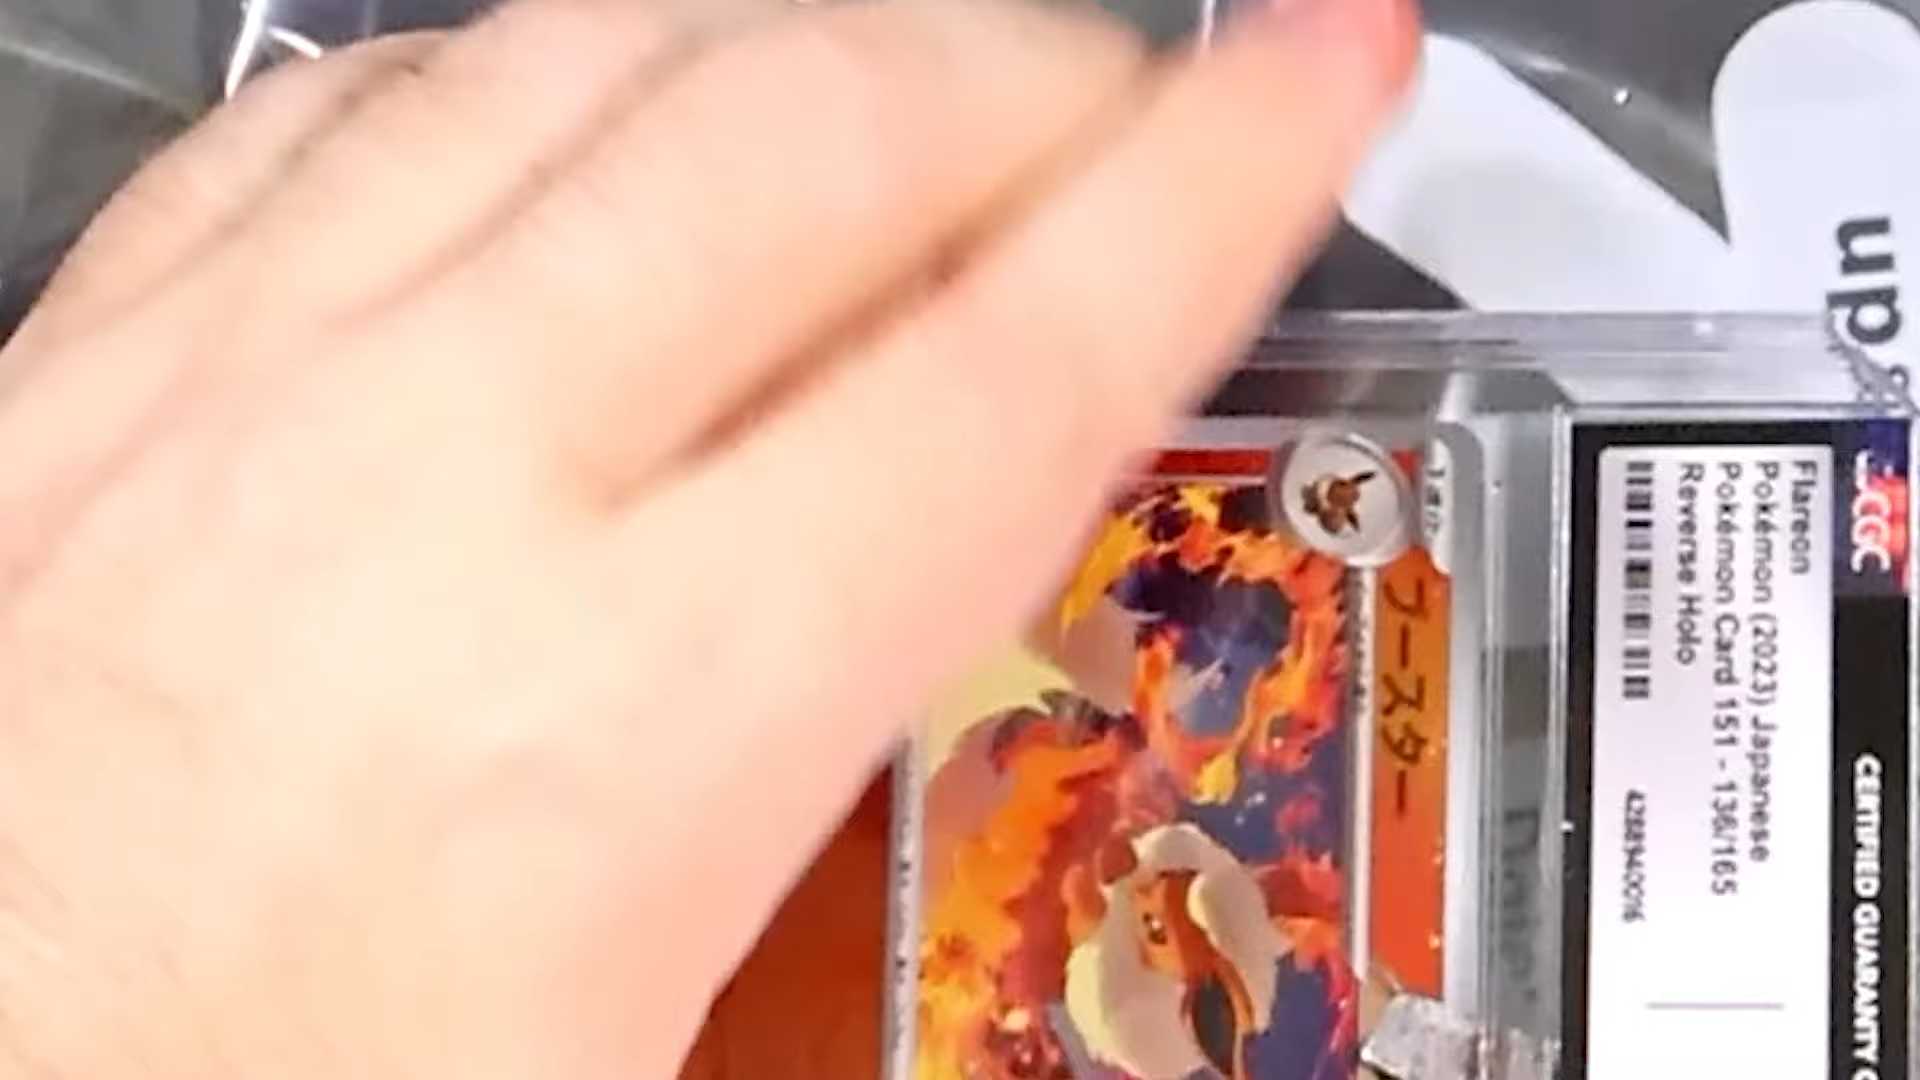 up
CGC
CERTIFIED GUARANTY
Flareon
Pokémon (2023) Japanese
Pokémon Card 151 - 136/165
Reverse Holo
ブースター